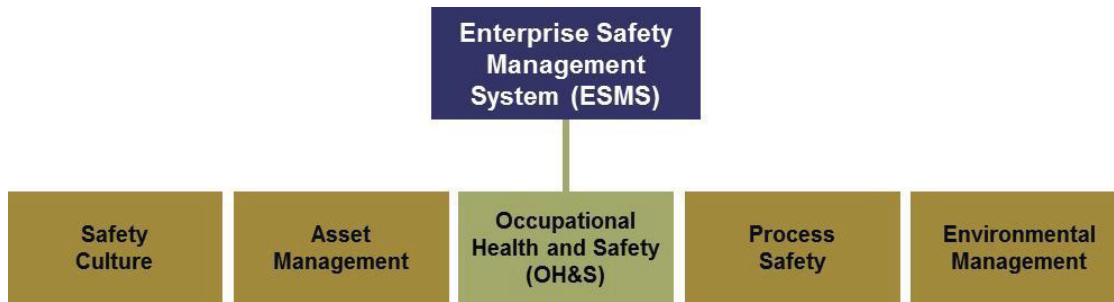 Enterprise Safety
Management
System (ESMS)
Safety
Culture
Asset
Management
Occupational
Health and Safety
(OH&S)
Process
Safety
Environmental
Management